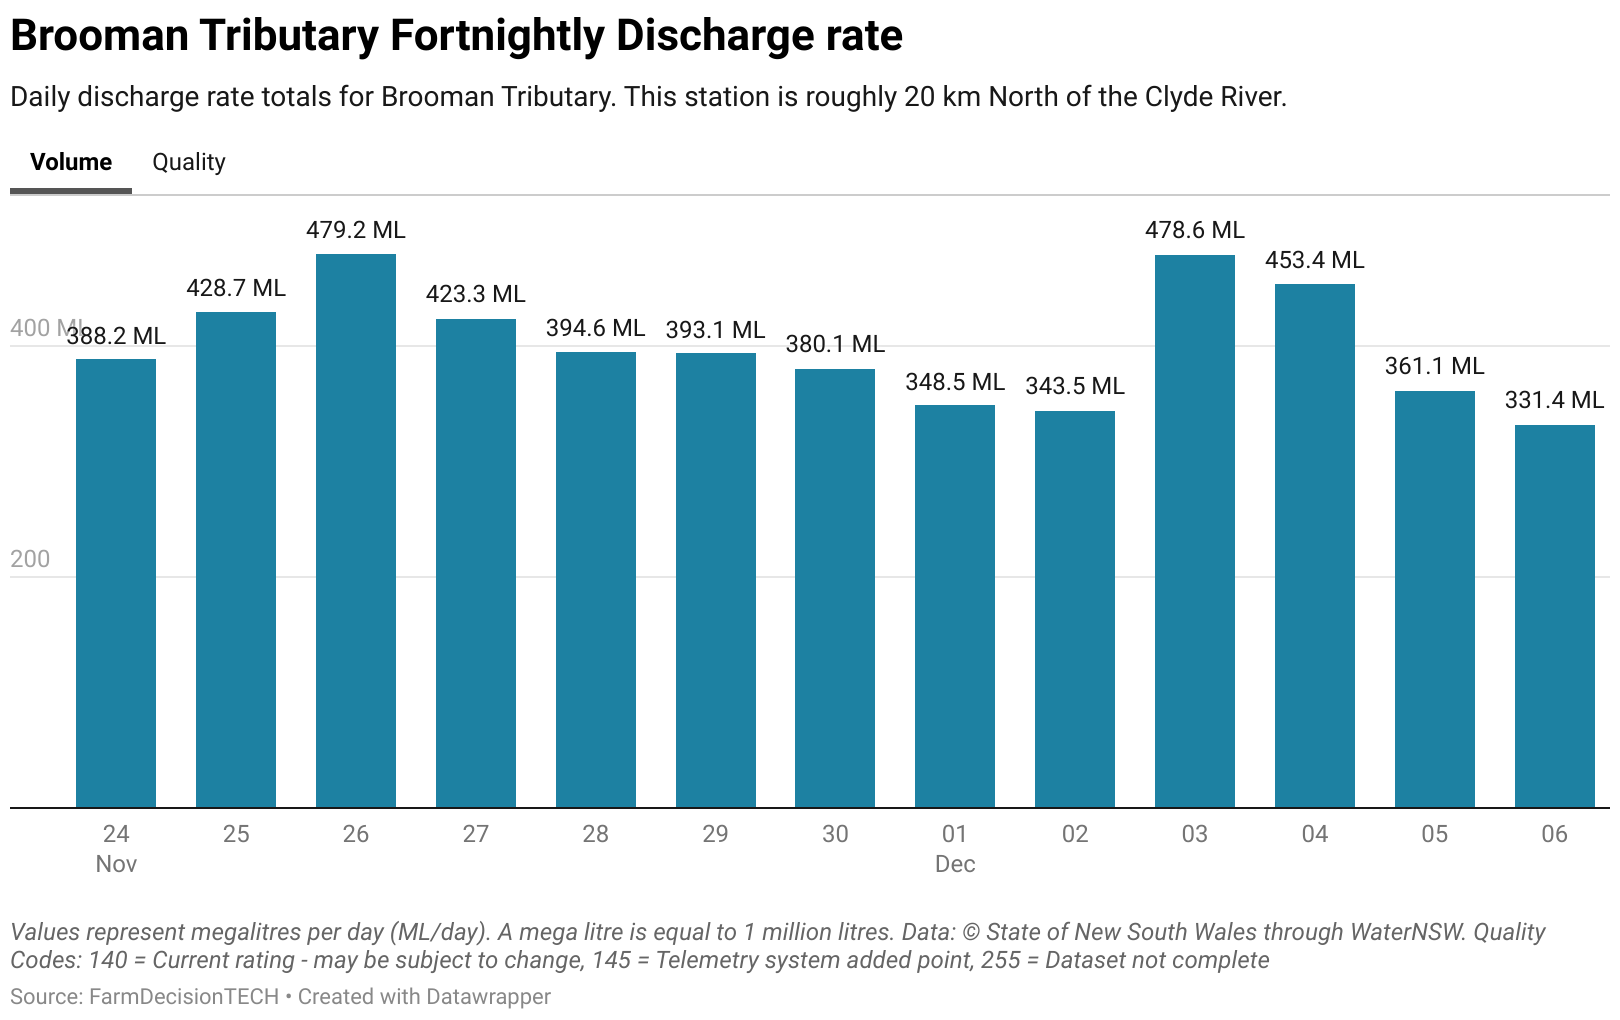 Brooman Tributary Fortnightly Discharge rate
Daily discharge rate totals for Brooman Tributary. This station is roughly 20 km North of the Clyde River.
Volume Quality
479.2 ML 478.6 ML
453.4 ML
428.7 ML 423.3 ML
400 ML 388.2 ML 394.6 ML 393.1 ML 380.1 ML
361.1 ML
348.5 ML 343.5 ML 331.4 ML
200
24 25 26 27 28 29 30 01 02 03 04 05 06
Nov Dec
Values represent megalitres per day (ML/day). A mega litre is equal to 1 million litres. Data: © State of New South Wales through WaterNSW. Quality
Codes: 140 = Current rating - may be subject to change, 145 = Telemetry system added point, 255 = Dataset not complete
Source: FarmDecisionTECH • Created with Datawrapper